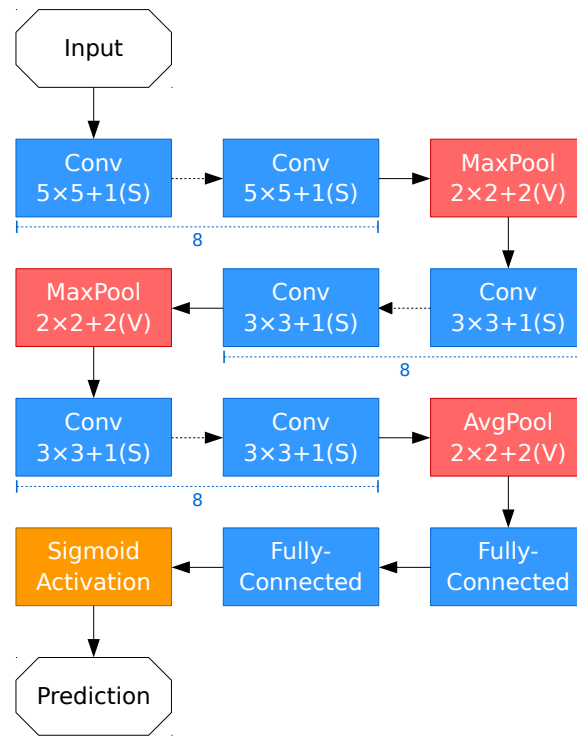 Input
Conv
5×5+1(S)
Conv
5×5+1(S)
MaxPool
2×2+2(V)
8
MaxPool
2×2+2(V)
Conv
3×3+1(S)
Conv
3×3+1(S)
8
Conv
3×3+1(S)
Conv
3×3+1(S)
AvgPool
2×2+2(V)
8
Sigmoid
Activation
Fully-
Connected
Fully-
Connected
Prediction